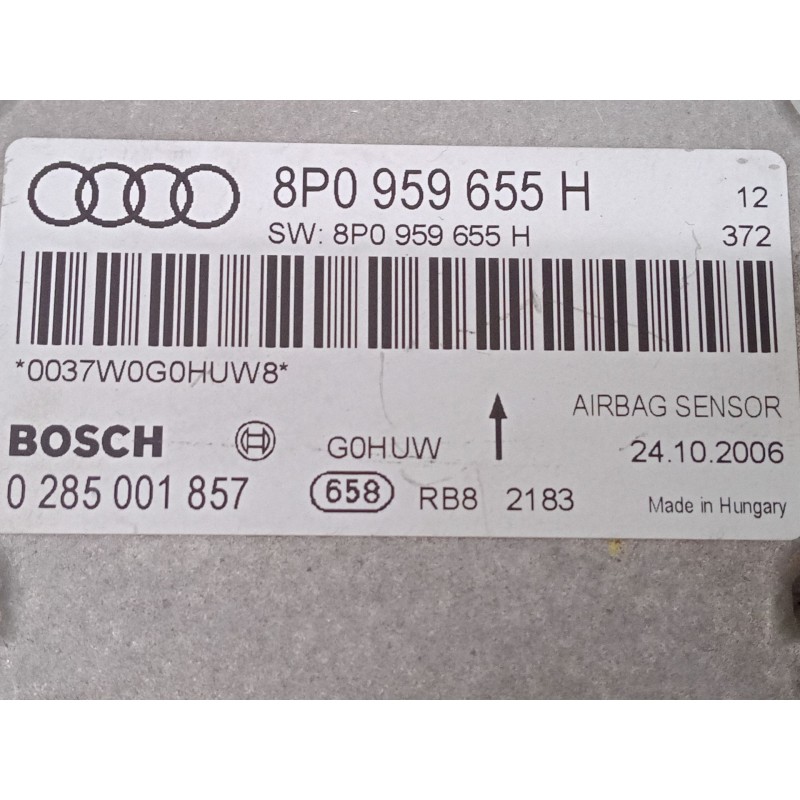 8P0 959 655 H 12
SW: 8P0 959 655 H 372
*0037W0G0HUW8*
AIRBAG SENSOR
BOSCH G0HUW 24.10.2006
0 285 001 857 658 RB8 2183 Made in Hungary